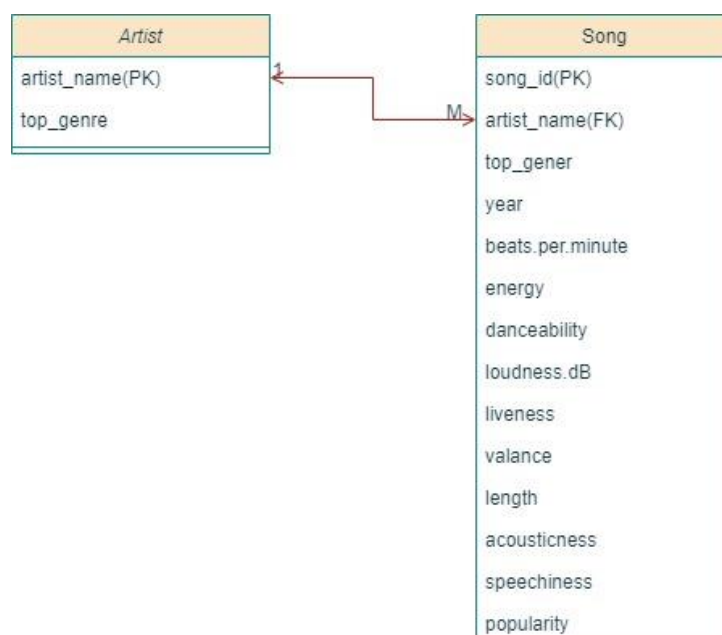 Artist
artist_name(PK)
top_genre
1
M
Song
song_id(PK)
artist_name(FK)
top_gener
year
beats.per.minute
energy
danceability
loudness.dB
liveness
valance
length
acousticness
speechiness
popularity